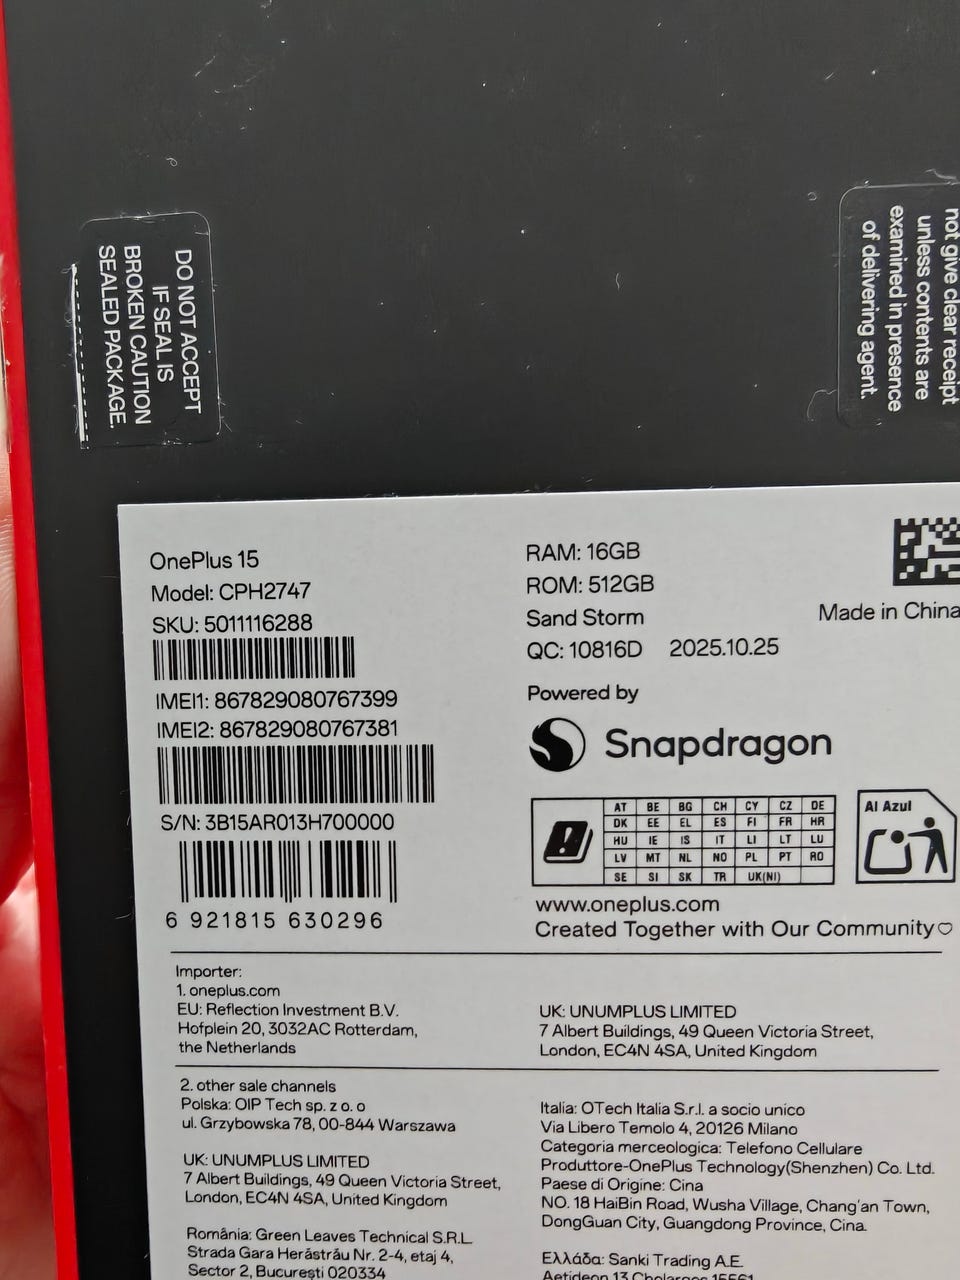 DO NOT ACCEPT
IF SEAL IS
BROKEN CAUTION
SEALED PACKAGE.
not give clear receipt
unless contents are
examined in presence
of delivering agent.
OnePlus 15
Model: CPH2747
SKU: 5011116288
IMEI1: 867829080767399
IMEI2: 867829080767381
S/N: 3B15AR013H700000
6 921815 630296
RAM: 16GB
ROM: 512GB
Sand Storm
QC: 10816D 2025.10.25
Made in China
Powered by
Snapdragon
AT BE BG CH CY CZ DE
DK EE EL ES FI FR HR
HU IE IS IT LI LT LU
LV MT NL NO PL PT RO
SE SI SK TR UK(NI)
Al Azul
www.oneplus.com
Created Together with Our Community♡
Importer:
1. oneplus.com
EU: Reflection Investment B.V.
Hofplein 20, 3032AC Rotterdam,
the Netherlands
UK: UNUMPLUS LIMITED
7 Albert Buildings, 49 Queen Victoria Street,
London, EC4N 4SA, United Kingdom
2. other sale channels
Polska: OIP Tech sp. z o. o
ul. Grzybowska 78, 00-844 Warszawa
UK: UNUMPLUS LIMITED
7 Albert Buildings, 49 Queen Victoria Street,
London, EC4N 4SA, United Kingdom
România: Green Leaves Technical S.R.L.
Strada Gara Herăstrău Nr. 2-4, etaj 4,
Sector 2, București 020334
Italia: OTech Italia S.r.l. a socio unico
Via Libero Temolo 4, 20126 Milano
Categoria merceologica: Telefono Cellulare
Produttore-OnePlus Technology(Shenzhen) Co. Ltd.
Paese di Origine: Cina
NO. 18 HaiBin Road, Wusha Village, Chang'an Town,
DongGuan City, Guangdong Province, Cina.
Ελλάδα: Sanki Trading A.E.
Aetideon 13 Cholargos 15561